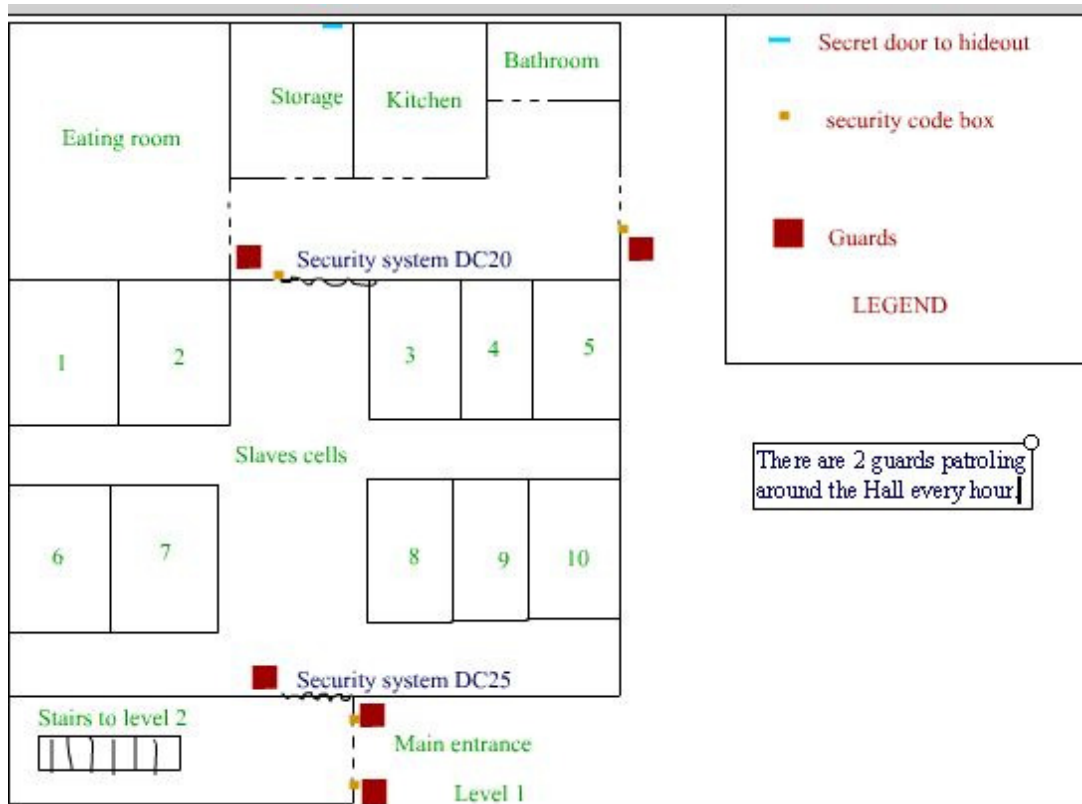 Bathroom
Secret door to hideout
Storage
Kitchen
security code box
Eating room
Guards
Security system DC20
LEGEND
1
2
3
4
5
Slaves cells
There are 2 guards patroling
around the Hall every hour.
6
7
8
9
10
Security system DC25
Stairs to level 2
Main entrance
Level 1